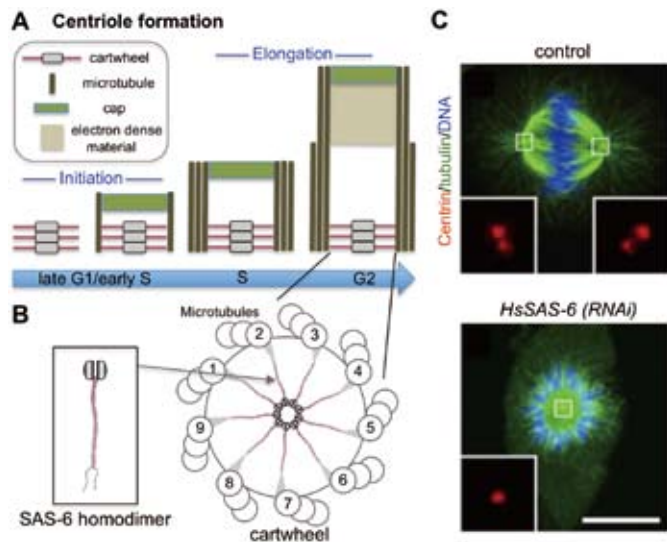 A Centriole formation
cartwheel
microtubule
cap
electron dense
material
Elongation
Initiation
late G1/early S
S
G2
B
Microtubules
1
2
3
4
5
6
7
8
9
SAS-6 homodimer
cartwheel
C
control
Centrin/tubulin/DNA
HsSAS-6 (RNAi)